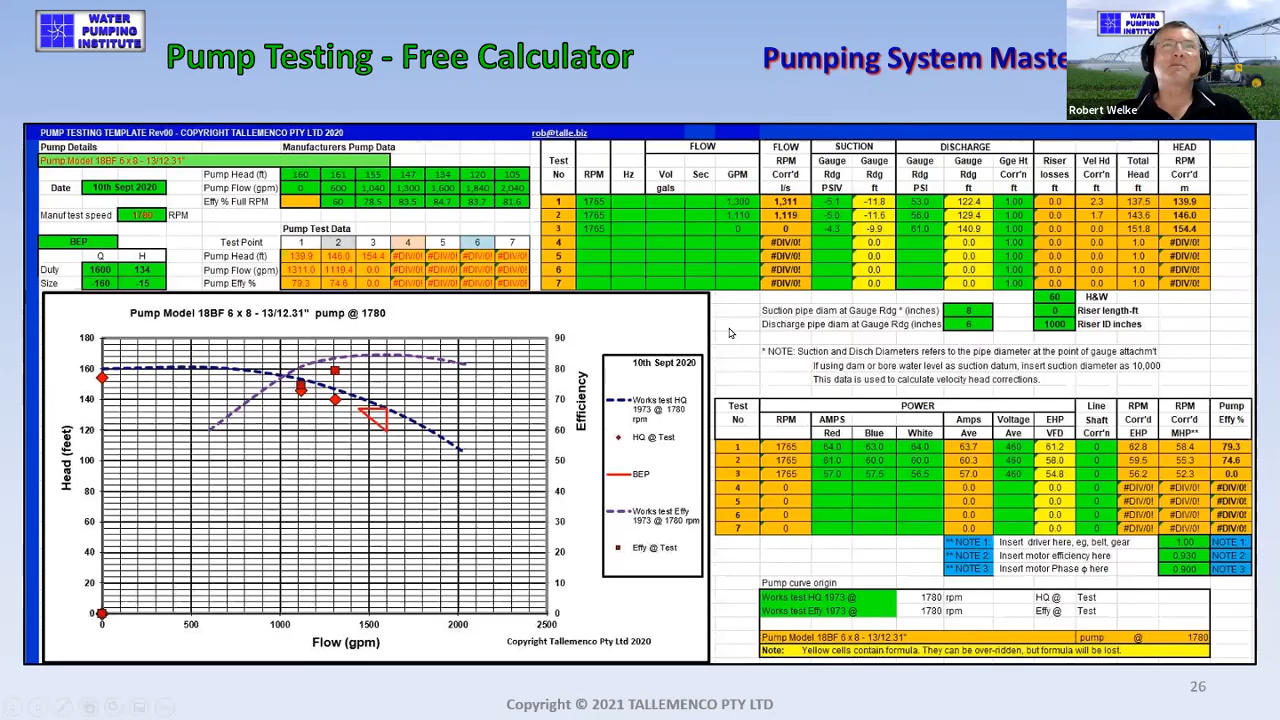 WATER PUMPING INSTITUTE
Pump Testing - Free Calculator
Pumping System Maste
WATER PUMPING INSTITUTE
Robert Welke
PUMP TESTING TEMPLATE Rev00 - COPYRIGHT TALLEMENCO PTY LTD 2020 rob@talle.biz
Pump Details Manufacturers Pump Data
Pump Model 18BF 6 x 8 - 13/12.31"
Pump Head (ft) 160 161 155 147 134 120 105
Date 10th Sept 2020 Pump Flow (gpm) 0 600 1,040 1,300 1,600 1,840 2,040
Effy % Full RPM 60 78.5 83.5 84.7 83.7 81.6
Manuf test speed 1780 RPM
Pump Test Data
BEP Test Point 1 2 3 4 5 6 7
Q H Pump Head (ft) 139.9 146.0 154.4 #DIV/0! #DIV/0! #DIV/0! #DIV/0!
Duty 1600 134 Pump Flow (gpm) 1311.0 1119.4 0.0 #DIV/0! #DIV/0! #DIV/0! #DIV/0!
Size -160 -15 Pump Effy % 79.3 74.6 0.0 #DIV/0! #DIV/0! #DIV/0! #DIV/0!
FLOW FLOW SUCTION DISCHARGE HEAD
Test RPM Gauge Gauge Gauge Gauge Gge Ht Riser Vel Hd Total RPM
No RPM Hz Vol Sec GPM Corr'd Rdg Rdg Rdg Rdg Corr'n losses Corr'n Head Corr'd
gals l/s PSIV ft PSI ft ft ft ft ft m
1 1765 1,300 1,311 -5.1 -11.8 53.0 122.4 1.00 0.0 2.3 137.5 139.9
2 1765 1,110 1,119 -5.0 -11.6 56.0 129.4 1.00 0.0 1.7 143.6 146.0
3 1765 0 0 -4.3 -9.9 61.0 140.9 1.00 0.0 0.0 151.8 154.4
4 #DIV/0! 0.0 0.0 1.00 0.0 0.0 1.0 #DIV/0!
5 #DIV/0! 0.0 0.0 1.00 0.0 0.0 1.0 #DIV/0!
6 #DIV/0! 0.0 0.0 1.00 0.0 0.0 1.0 #DIV/0!
7 #DIV/0! 0.0 0.0 1.00 0.0 0.0 1.0 #DIV/0!
60 H&W
Suction pipe diam at Gauge Rdg * (inches) 8 0 Riser length-ft
Discharge pipe diam at Gauge Rdg (inches) 6 1000 Riser ID inches
* NOTE: Suction and Disch Diameters refers to the pipe diameter at the point of gauge attachm't
If using dam or bore water level as suction datum, insert suction diameter as 10,000
This data is used to calculate velocity head corrections.
Pump Model 18BF 6 x 8 - 13/12.31" pump @ 1780
180
160
140
120
100
80
60
40
20
0
Head (feet)
90
80
70
60
50
40
30
20
10
0
Efficiency
0 500 1000 1500 2000 2500
Flow (gpm)
Copyright Tallemenco Pty Ltd 2020
10th Sept 2020
Works test HQ
1973 @ 1780
rpm
HQ @ Test
BEP
Works test Effy
1973 @ 1780 rpm
Effy @ Test
Test POWER Line RPM RPM Pump
No RPM AMPS Amps Voltage EHP Shaft Corr'd Corr'd Effy %
Red Blue White Ave Ave VFD Corr'n EHP MHP**
1 1765 64.0 63.0 64.0 63.7 460 61.2 0 62.8 58.4 79.3
2 1765 61.0 60.0 60.0 60.3 460 58.0 0 59.5 55.3 74.6
3 1765 57.5 57.5 56.5 57.0 460 54.8 0 56.2 52.3 0.0
4 0 0.0 0.0 0 #DIV/0! #DIV/0! #DIV/0!
5 0 0.0 0.0 0 #DIV/0! #DIV/0! #DIV/0!
6 0 0.0 0.0 0 #DIV/0! #DIV/0! #DIV/0!
7 0 0.0 0.0 0 #DIV/0! #DIV/0! #DIV/0!
** NOTE 1: Insert driver here, eg, belt, gear 1.00 NOTE 1:
** NOTE 2: Insert motor efficiency here 0.930 NOTE 2:
** NOTE 3: Insert motor Phase φ here 0.900 NOTE 3:
Pump curve origin
Works test HQ 1973 @ 1780 rpm HQ @ Test
Works test Effy 1973 @ 1780 rpm Effy @ Test
Pump Model 18BF 6 x 8 - 13/12.31" pump @ 1780
Note: Yellow cells contain formula. They can be over-ridden, but formula will be lost.
26
Copyright © 2021 TALLEMENCO PTY LTD